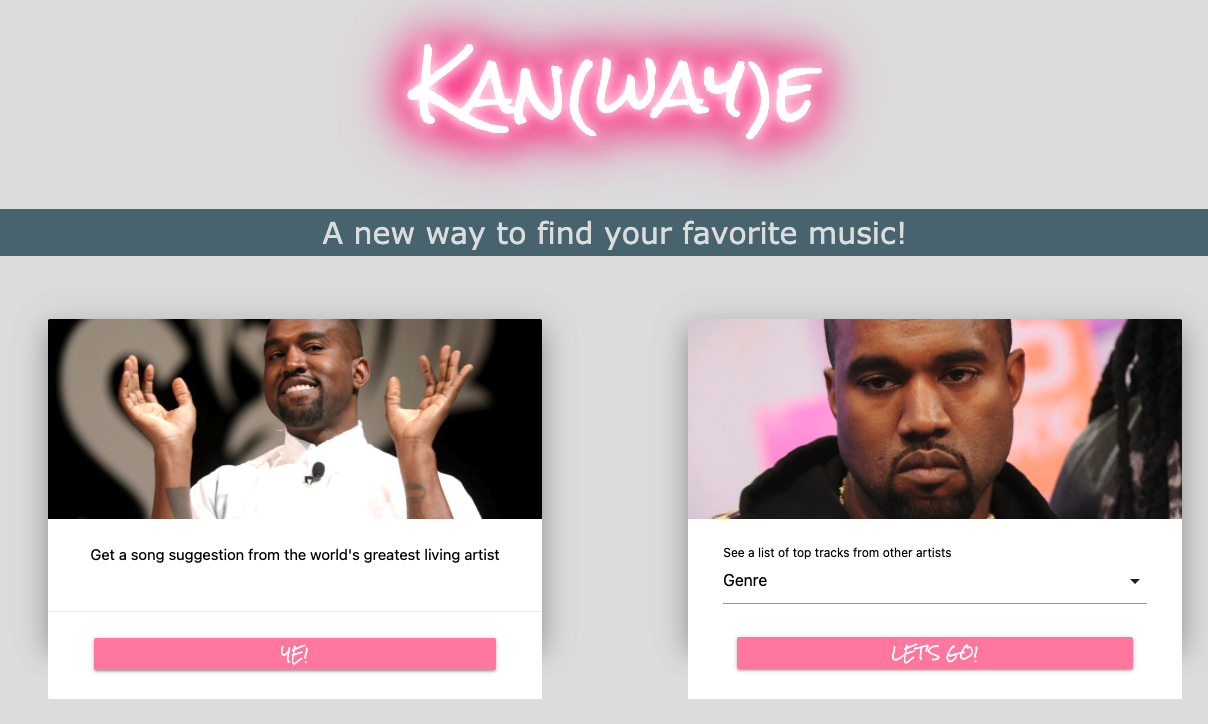 Kan(way)e
A new way to find your favorite music!
Get a song suggestion from the world's greatest living artist
YE!
See a list of top tracks from other artists
Genre
LET'S GO!